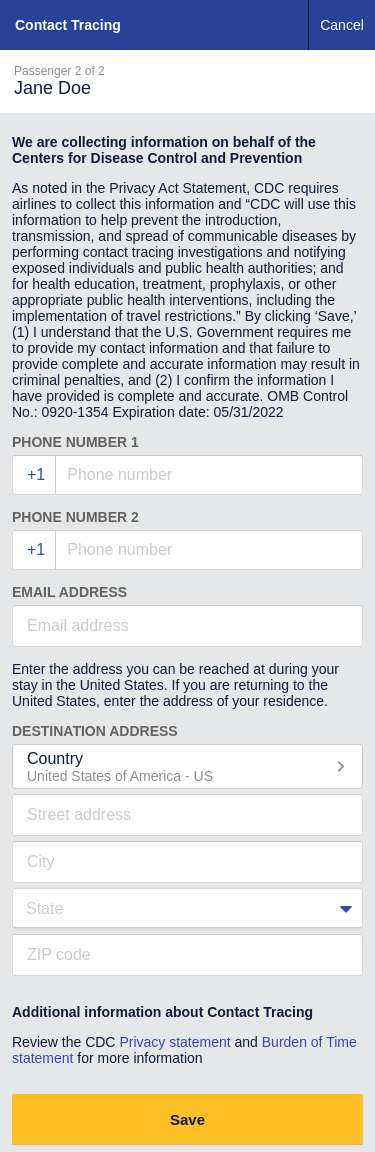 Contact Tracing
Cancel
Passenger 2 of 2
Jane Doe
We are collecting information on behalf of the
Centers for Disease Control and Prevention
As noted in the Privacy Act Statement, CDC requires
airlines to collect this information and “CDC will use this
information to help prevent the introduction,
transmission, and spread of communicable diseases by
performing contact tracing investigations and notifying
exposed individuals and public health authorities; and
for health education, treatment, prophylaxis, or other
appropriate public health interventions, including the
implementation of travel restrictions.” By clicking ‘Save,’
(1) I understand that the U.S. Government requires me
to provide my contact information and that failure to
provide complete and accurate information may result in
criminal penalties, and (2) I confirm the information I
have provided is complete and accurate. OMB Control
No.: 0920-1354 Expiration date: 05/31/2022
PHONE NUMBER 1
+1 Phone number
PHONE NUMBER 2
+1 Phone number
EMAIL ADDRESS
Email address
Enter the address you can be reached at during your
stay in the United States. If you are returning to the
United States, enter the address of your residence.
DESTINATION ADDRESS
Country
United States of America - US
Street address
City
State
ZIP code
Additional information about Contact Tracing
Review the CDC Privacy statement and Burden of Time
statement for more information
Save